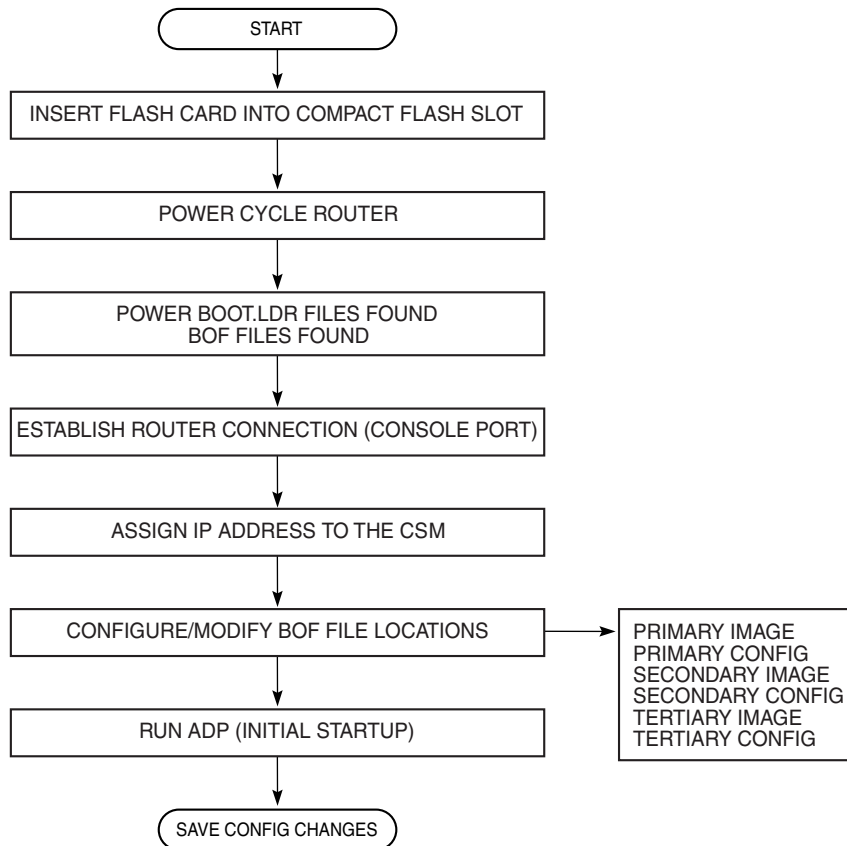 START
INSERT FLASH CARD INTO COMPACT FLASH SLOT
POWER CYCLE ROUTER
POWER BOOT.LDR FILES FOUND
BOF FILES FOUND
ESTABLISH ROUTER CONNECTION (CONSOLE PORT)
ASSIGN IP ADDRESS TO THE CSM
CONFIGURE/MODIFY BOF FILE LOCATIONS
PRIMARY IMAGE
PRIMARY CONFIG
SECONDARY IMAGE
SECONDARY CONFIG
TERTIARY IMAGE
TERTIARY CONFIG
RUN ADP (INITIAL STARTUP)
SAVE CONFIG CHANGES